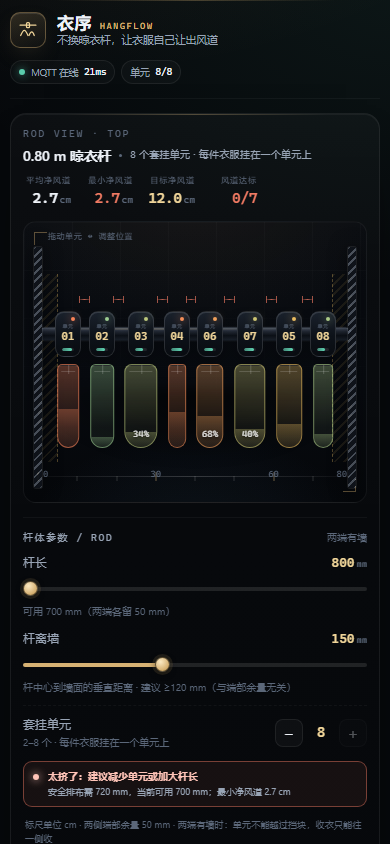 衣序 HANGFLOW
不换晾衣杆，让衣服自己让出风道
MQTT 在线 21ms 单元 8/8
ROD VIEW · TOP
0.80 m 晾衣杆 • 8 个套挂单元 · 每件衣服挂在一个单元上
平均净风道 最小净风道 目标净风道 风道达标
2.7cm 2.7cm 12.0cm 0/7
拖动单元 ↔ 调整位置
01 02 03 04 06 07 05 08
34% 68% 40%
0 30 60 80
杆体参数 / ROD 两端有墙
杆长 800mm
可用 700 mm（两端各留 50 mm）
杆离墙 150mm
杆中心到墙面的垂直距离 · 建议 ≥120 mm（与端部余量无关）
套挂单元
2–8 个 · 每件衣服挂在一个单元上
− 8 +
太挤了：建议减少单元或加大杆长
安全排布需 720 mm，当前可用 700 mm；最小净风道 2.7 cm
标尺单位 cm · 两侧端部余量 50 mm · 两端有墙时：单元不能越过挡块、收衣只能往
一侧收